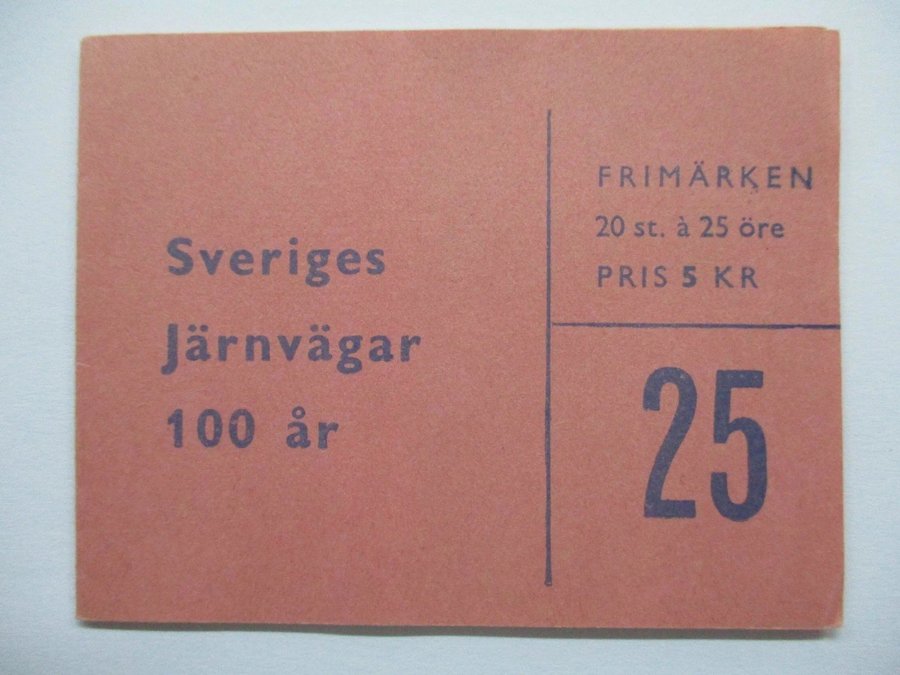 Sveriges
Järnvägar
100 år
FRIMÄRKEN
20 st. à 25 öre
PRIS 5 KR
25